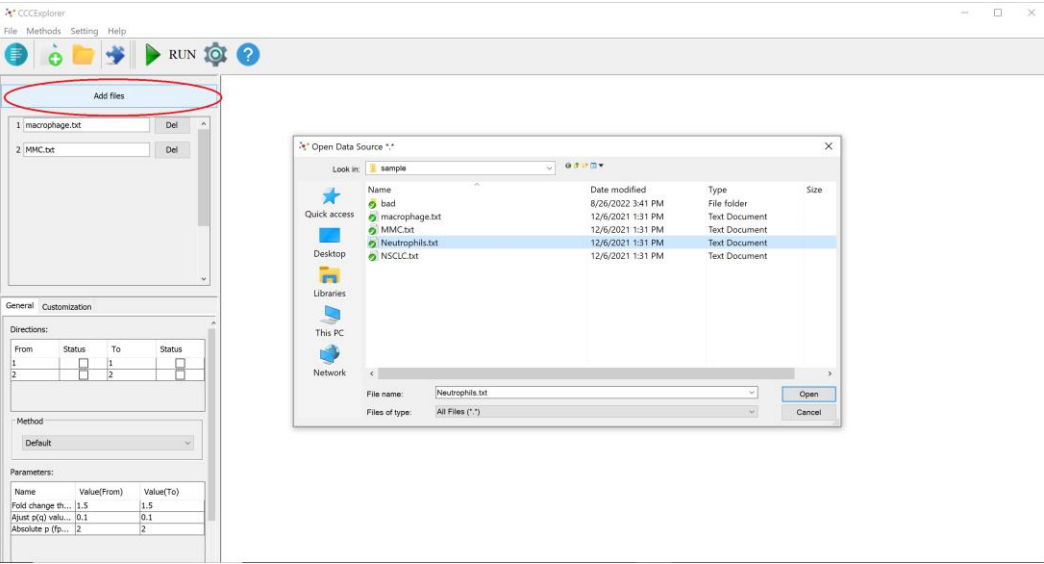 CCCExplorer
File Methods Setting Help
RUN
Add files
1 macrophage.txt Del
2 MMC.txt Del
General Customization
Directions:
From Status To Status
1 1
2 2
Method
Default
Parameters:
Name Value(From) Value(To)
Fold change th... 1.5 1.5
Ajust p(q) valu... 0.1 0.1
Absolute p (fp... 2 2
Open Data Source *.*
Look in: sample
Quick access
Desktop
Libraries
This PC
Network
Name Date modified Type Size
bad 8/26/2022 3:41 PM File folder
macrophage.txt 12/6/2021 1:31 PM Text Document
MMC.txt 12/6/2021 1:31 PM Text Document
Neutrophils.txt 12/6/2021 1:31 PM Text Document
NSCLC.txt 12/6/2021 1:31 PM Text Document
File name: Neutrophils.txt Open
Files of type: All Files (*.*) Cancel